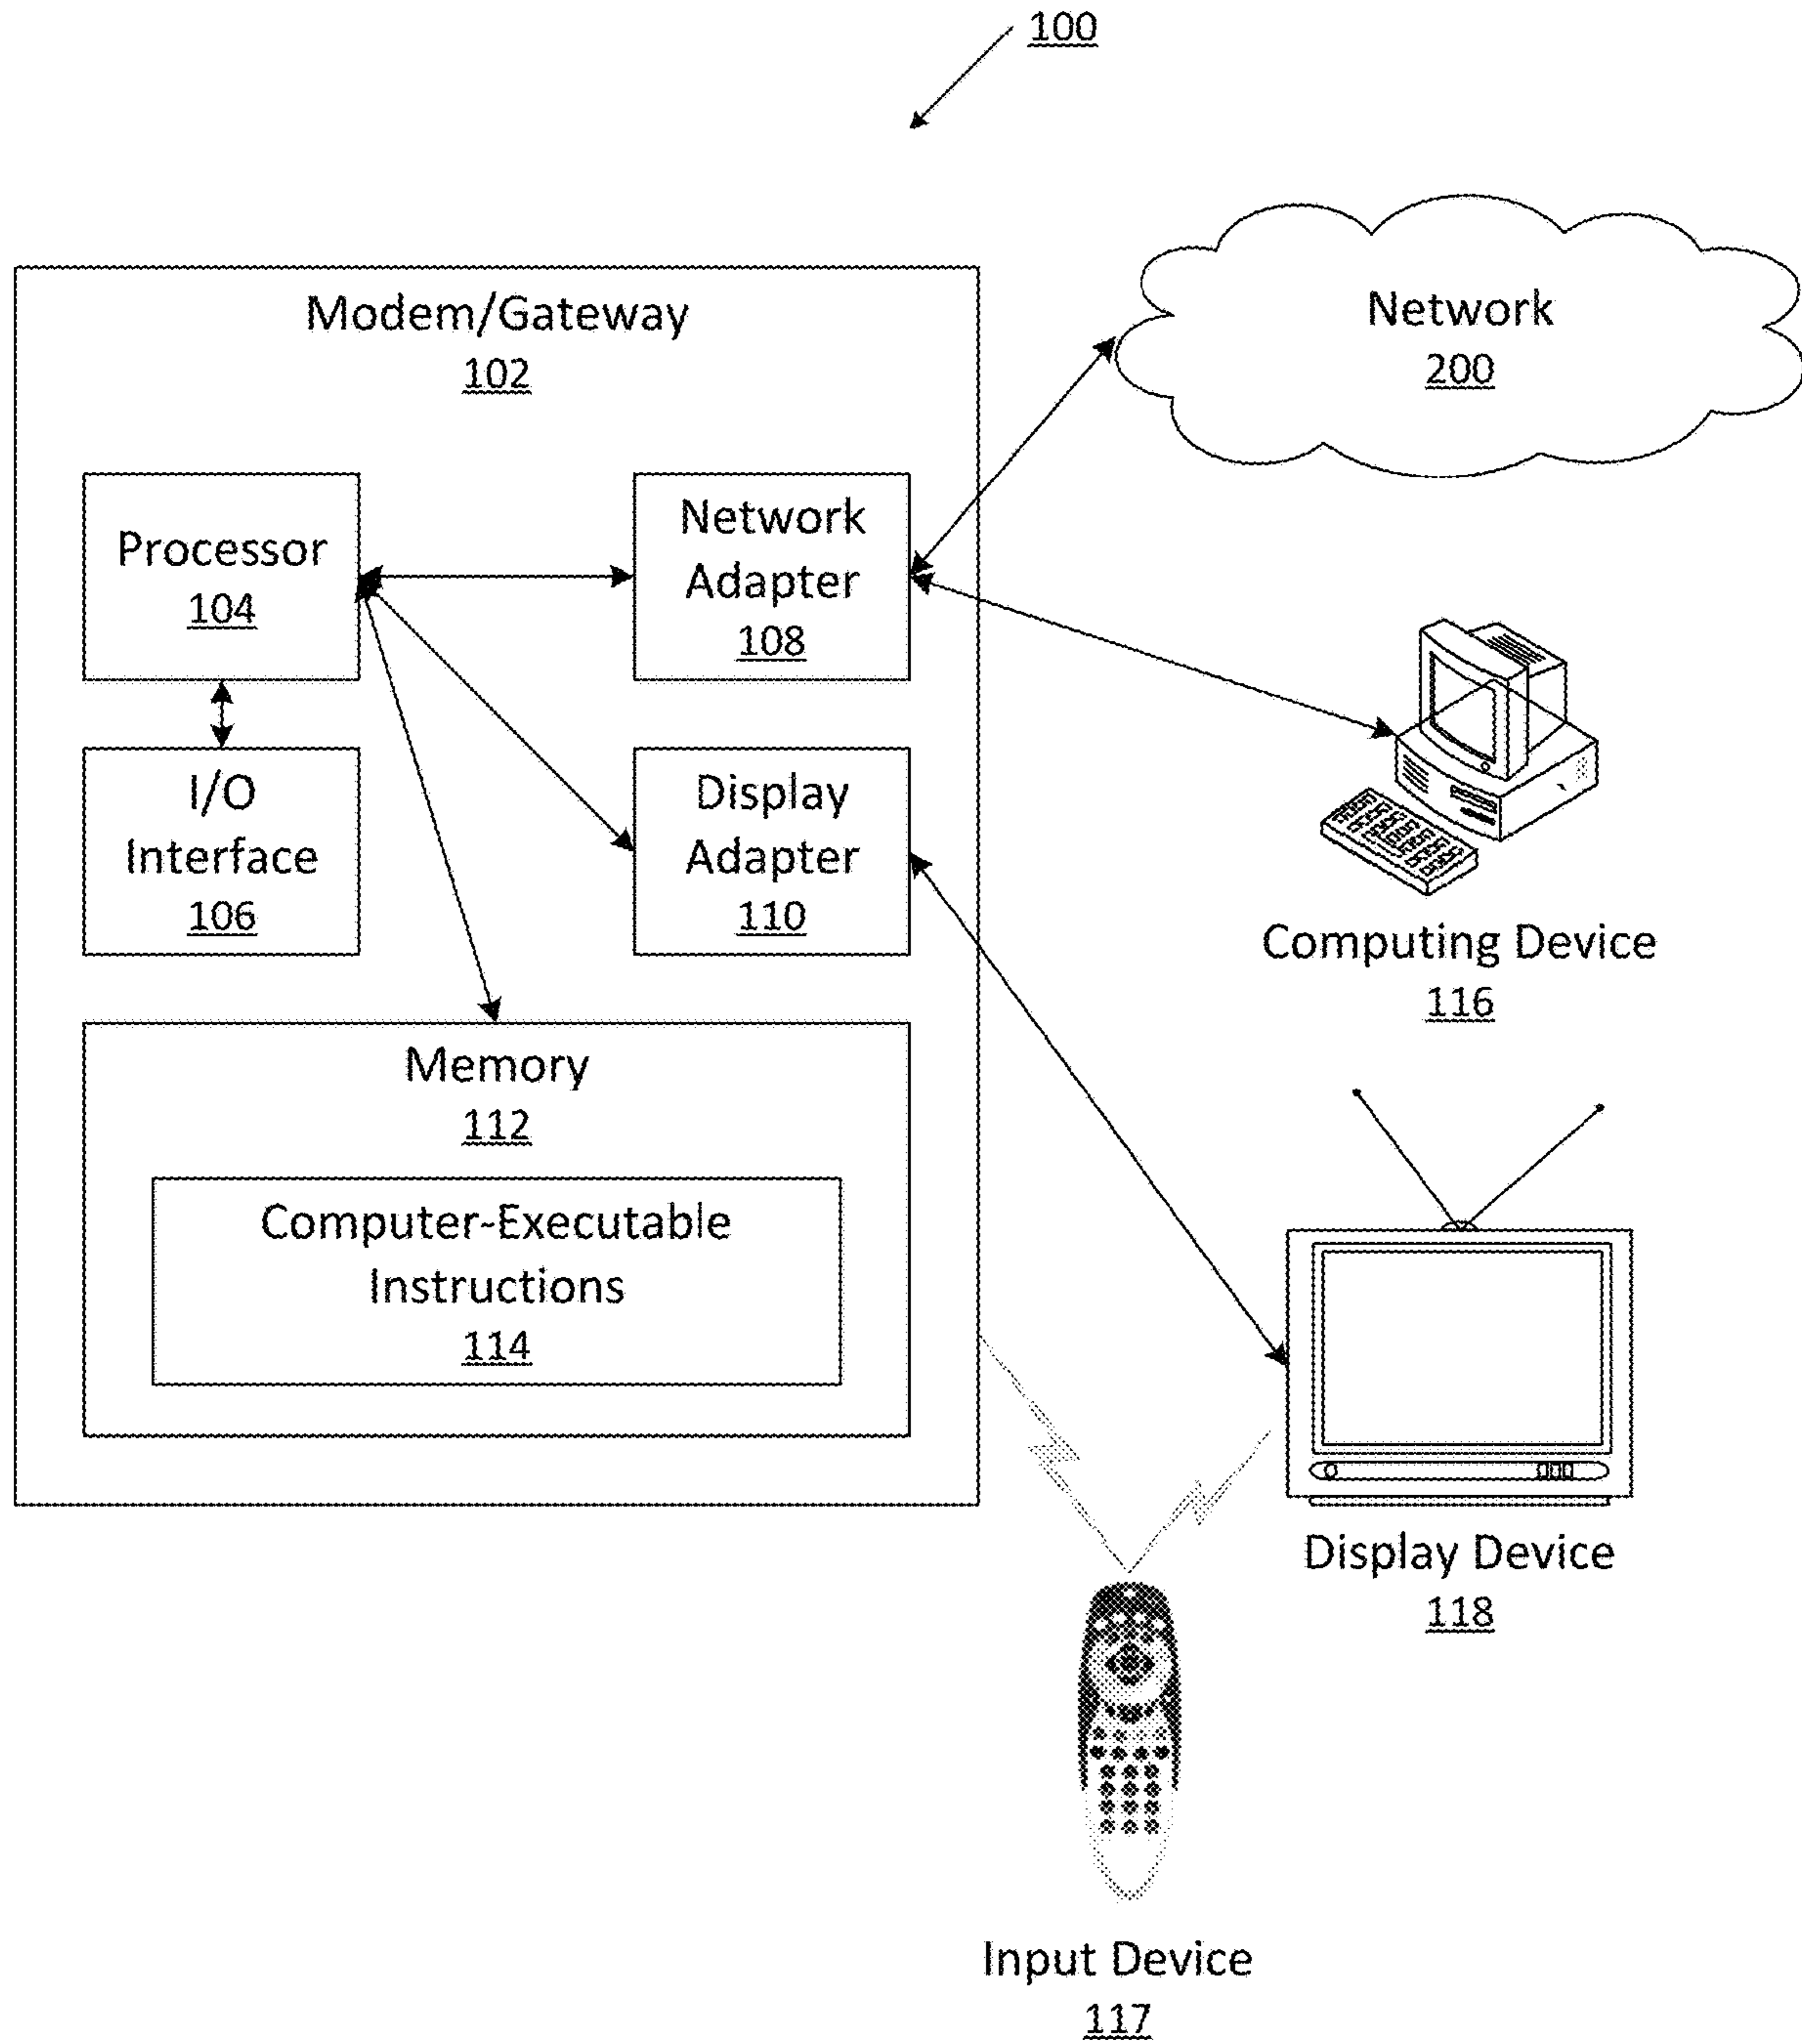 100
Modem/Gateway
102
Network
200
Processor
104
Network
Adapter
108
I/O
Interface
106
Display
Adapter
110
Computing Device
116
Memory
112
Computer-Executable
Instructions
114
Display Device
118
Input Device
117